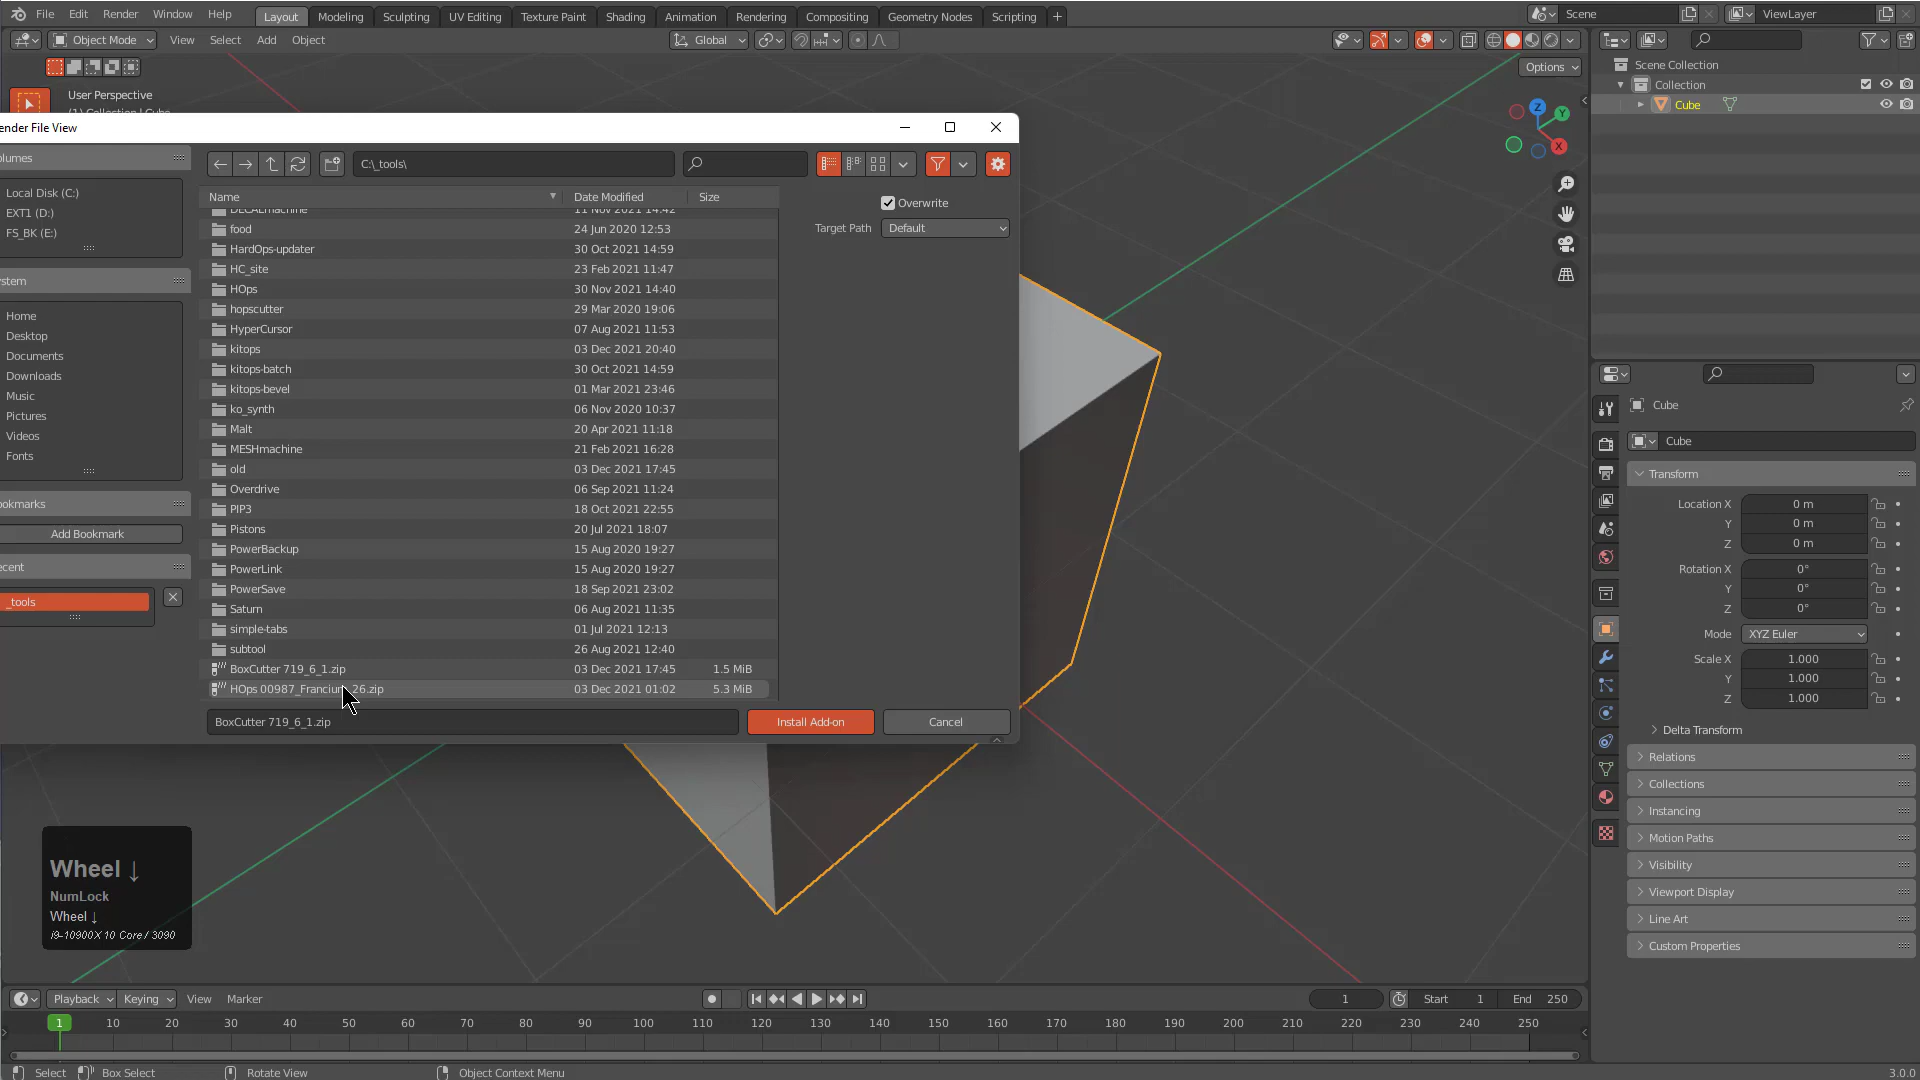 File Edit Render Window Help
Layout Modeling Sculpting UV Editing Texture Paint Shading Animation Rendering Compositing Geometry Nodes Scripting +
Scene
ViewLayer
Object Mode View Select Add Object
Global
Options
User Perspective
(1) Collection | Cube
Scene Collection
Collection
Cube
Z
Y
X
ender File View
olumes
Local Disk (C:)
EXT1 (D:)
FS_BK (E:)
stem
Home
Desktop
Documents
Downloads
Music
Pictures
Videos
Fonts
ookmarks
Add Bookmark
ecent
_tools
C:\_tools\
Name Date Modified Size
DECALmachine 11 Nov 2021 14:42
food 24 Jun 2020 12:53
HardOps-updater 30 Oct 2021 14:59
HC_site 23 Feb 2021 11:47
HOps 30 Nov 2021 14:40
hopscutter 29 Mar 2020 19:06
HyperCursor 07 Aug 2021 11:53
kitops 03 Dec 2021 20:40
kitops-batch 30 Oct 2021 14:59
kitops-bevel 01 Mar 2021 23:46
ko_synth 06 Nov 2020 10:37
Malt 20 Apr 2021 11:18
MESHmachine 21 Feb 2021 16:28
old 03 Dec 2021 17:45
Overdrive 06 Sep 2021 11:24
PIP3 18 Oct 2021 22:55
Pistons 20 Jul 2021 18:07
PowerBackup 15 Aug 2020 19:27
PowerLink 15 Aug 2020 19:27
PowerSave 18 Sep 2021 23:02
Saturn 06 Aug 2021 11:35
simple-tabs 01 Jul 2021 12:13
subtool 26 Aug 2021 12:40
BoxCutter 719_6_1.zip 03 Dec 2021 17:45 1.5 MiB
HOps 00987_Francium_26.zip 03 Dec 2021 01:02 5.3 MiB
BoxCutter 719_6_1.zip Install Add-on Cancel
Overwrite
Target Path Default
Cube
Cube
Transform
Location X 0 m
Y 0 m
Z 0 m
Rotation X 0°
Y 0°
Z 0°
Mode XYZ Euler
Scale X 1.000
Y 1.000
Z 1.000
Delta Transform
Relations
Collections
Instancing
Motion Paths
Visibility
Viewport Display
Line Art
Custom Properties
Wheel ↓
NumLock
Wheel ↓
i9-10900X 10 Core / 3090
Playback Keying View Marker
1 Start 1 End 250
1 10 20 30 40 50 60 70 80 90 100 110 120 130 140 150 160 170 180 190 200 210 220 230 240 250
Select Box Select Rotate View Object Context Menu 3.0.0